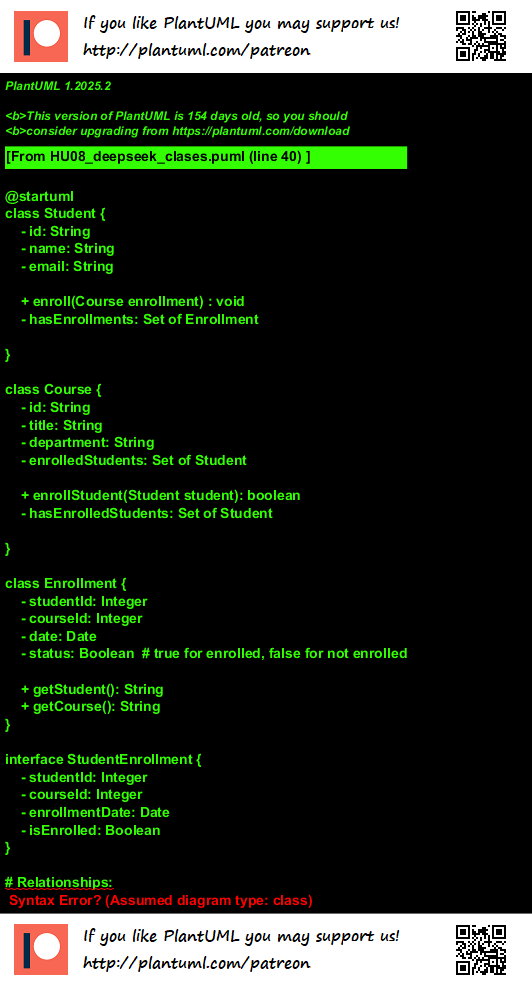 If you like PlantUML you may support us!
http://plantuml.com/patreon
PlantUML 1.2025.2
<b>This version of PlantUML is 154 days old, so you should
<b>consider upgrading from https://plantuml.com/download
[From HU08_deepseek_clases.puml (line 40) ]
@startuml
class Student {
- id: String
- name: String
- email: String
+ enroll(Course enrollment) : void
- hasEnrollments: Set of Enrollment
}
class Course {
- id: String
- title: String
- department: String
- enrolledStudents: Set of Student
+ enrollStudent(Student student): boolean
- hasEnrolledStudents: Set of Student
}
class Enrollment {
- studentId: Integer
- courseId: Integer
- date: Date
- status: Boolean  # true for enrolled, false for not enrolled
+ getStudent(): String
+ getCourse(): String
}
interface StudentEnrollment {
- studentId: Integer
- courseId: Integer
- enrollmentDate: Date
- isEnrolled: Boolean
}
# Relationships:
Syntax Error? (Assumed diagram type: class)
If you like PlantUML you may support us!
http://plantuml.com/patreon